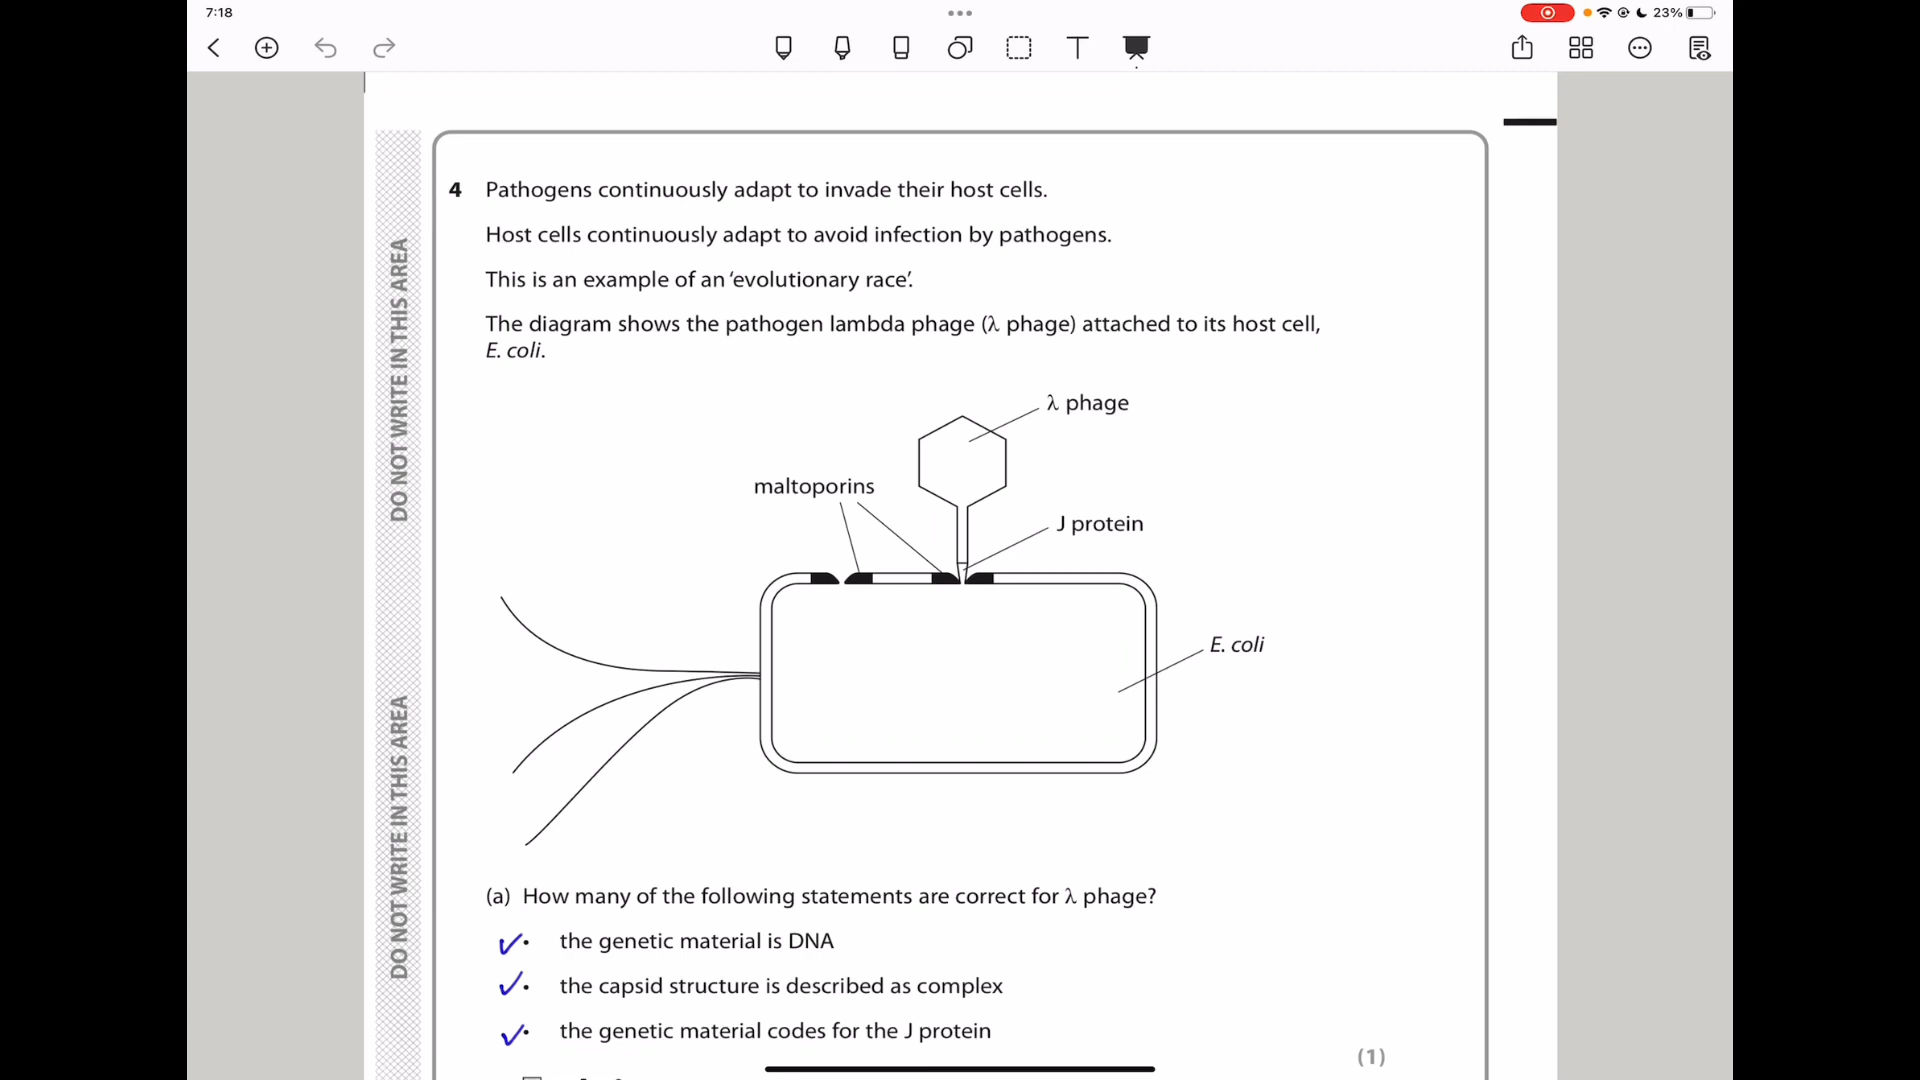 7:18
23%
4 Pathogens continuously adapt to invade their host cells.
Host cells continuously adapt to avoid infection by pathogens.
This is an example of an ‘evolutionary race’.
The diagram shows the pathogen lambda phage (λ phage) attached to its host cell,
E. coli.
λ phage
maltoporins
J protein
E. coli
DO NOT WRITE IN THIS AREA
DO NOT WRITE IN THIS AREA
(a) How many of the following statements are correct for λ phage?
✓• the genetic material is DNA
✓• the capsid structure is described as complex
✓• the genetic material codes for the J protein
(1)